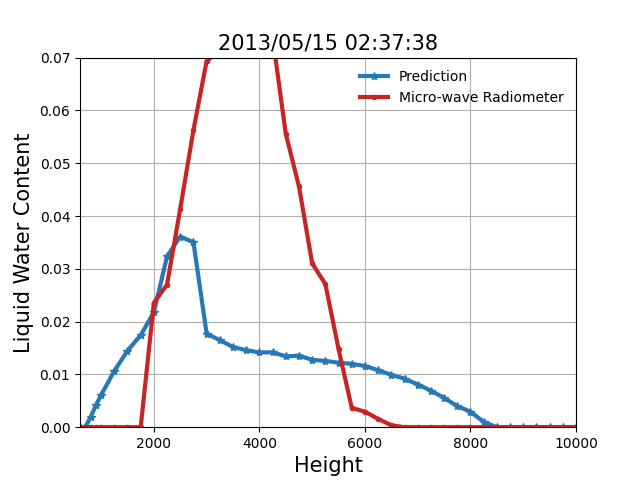 2013/05/15 02:37:38
Prediction
Micro-wave Radiometer
Liquid Water Content
0.07
0.06
0.05
0.04
0.03
0.02
0.01
0.00
2000 4000 6000 8000 10000
Height